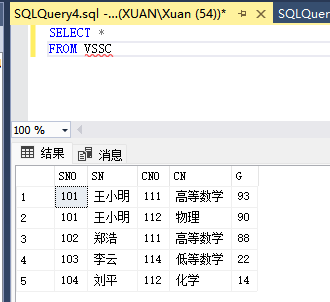 SQLQuery4.sql -...(XUAN\Xuan (54))* SQLQuery
SELECT *
FROM VSSC
100 %
结果 消息
SNO SN CNO CN G
1 101 王小明 111 高等数学 93
2 101 王小明 112 物理 90
3 102 郑浩 111 高等数学 88
4 103 李云 114 低等数学 22
5 104 刘平 112 化学 14